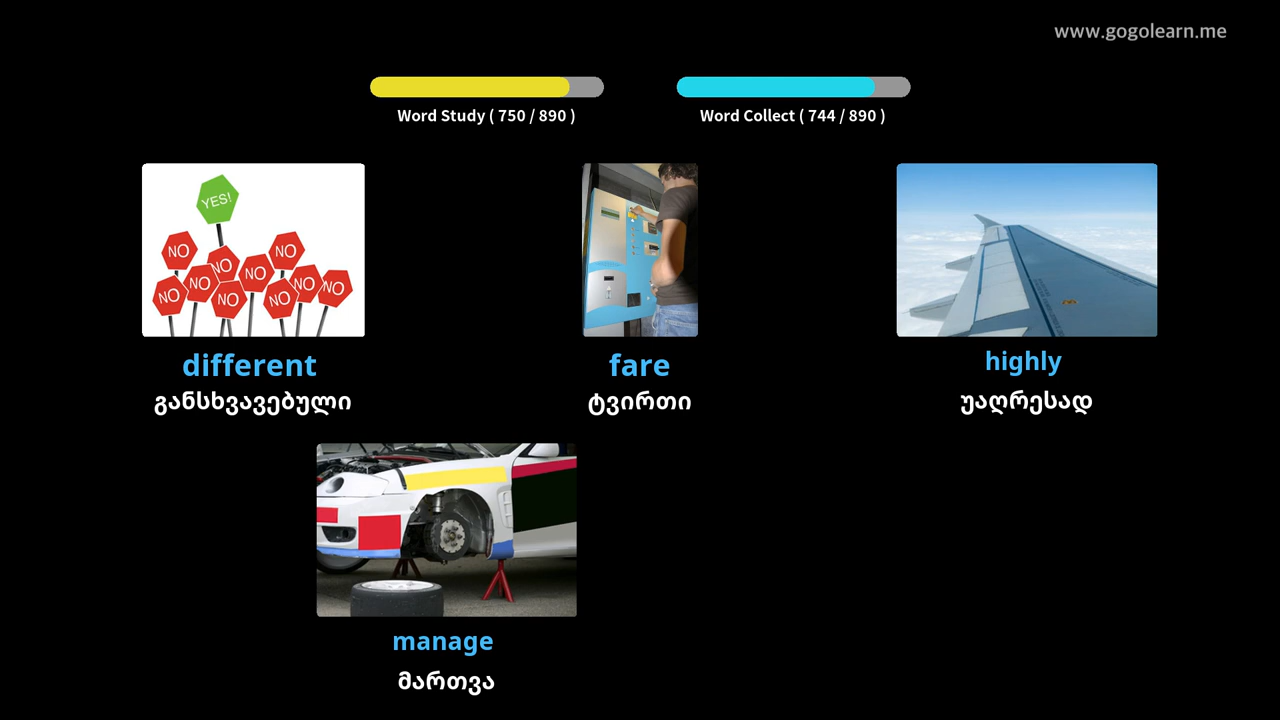 www.gogolearn.me
Word Study ( 750 / 890 )
Word Collect ( 744 / 890 )
YES!
NO
NO
NO
NO
NO
NO
NO
NO
NO
NO
different
fare
highly
განსხვავებული
ტვირთი
უაღრესად
manage
მართვა